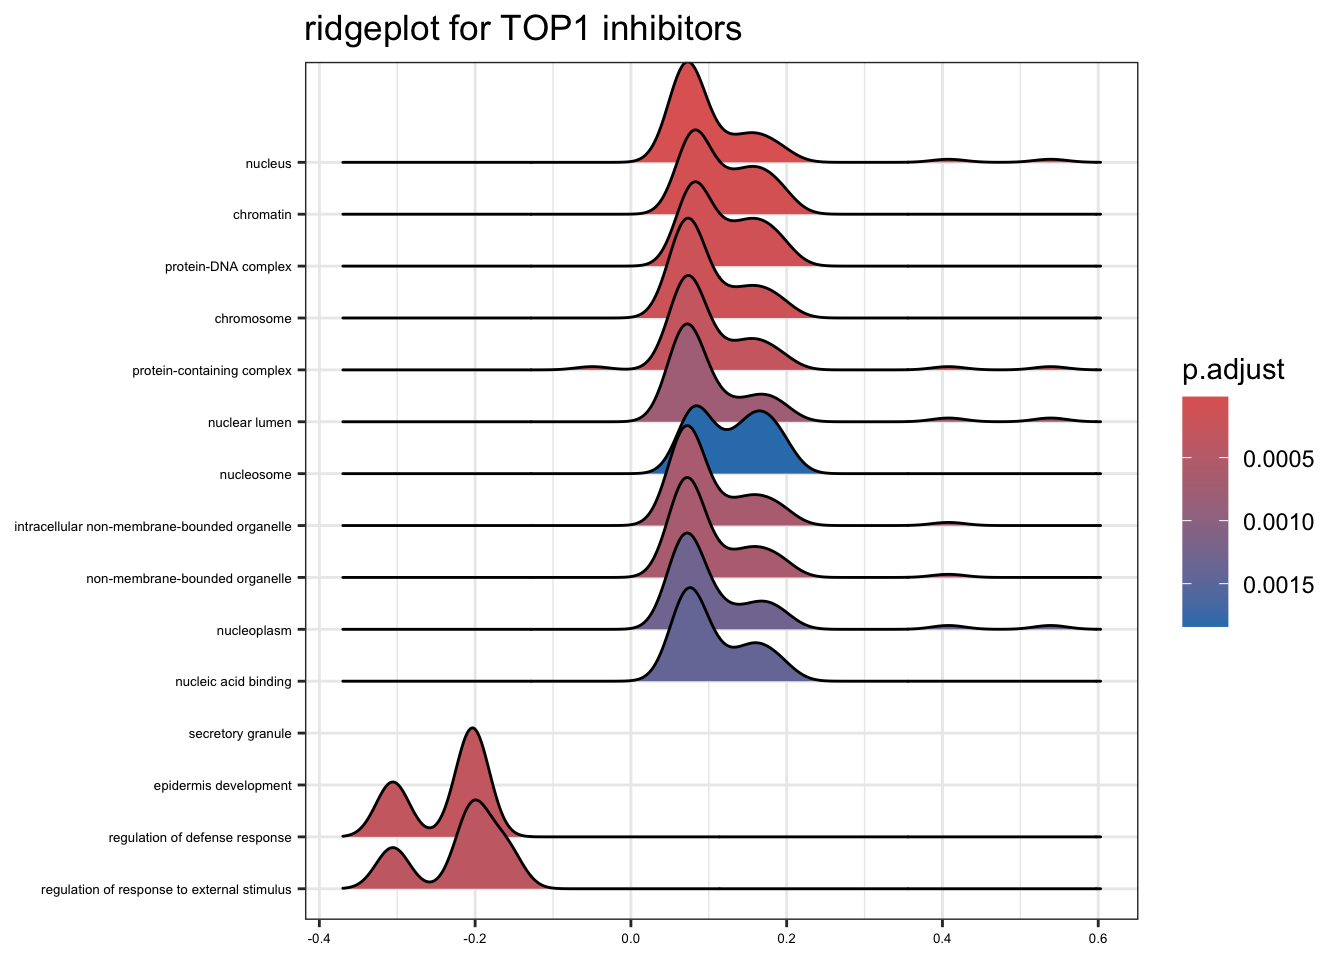 ridgeplot for TOP1 inhibitors
nucleus
chromatin
protein-DNA complex
chromosome
protein-containing complex
nuclear lumen
nucleosome
intracellular non-membrane-bounded organelle
non-membrane-bounded organelle
nucleoplasm
nucleic acid binding
secretory granule
epidermis development
regulation of defense response
regulation of response to external stimulus
-0.4 -0.2 0.0 0.2 0.4 0.6
p.adjust
0.0005
0.0010
0.0015